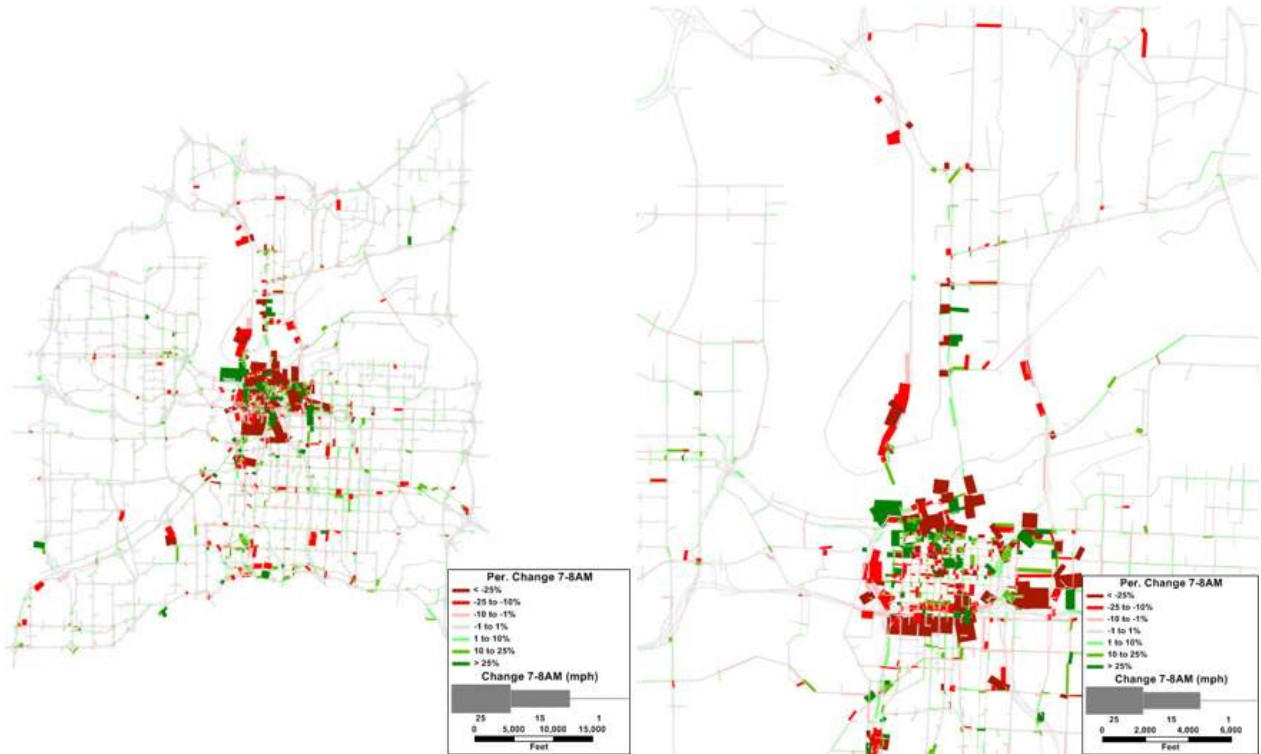 Per. Change 7-8AM
< -25%
-25 to -10%
-10 to -1%
-1 to 1%
1 to 10%
10 to 25%
> 25%
Change 7-8AM (mph)
25 15 1
0 5,000 10,000 15,000
Feet
Per. Change 7-8AM
< -25%
-25 to -10%
-10 to -1%
-1 to 1%
1 to 10%
10 to 25%
> 25%
Change 7-8AM (mph)
25 15 1
0 2,000 4,000 6,000
Feet